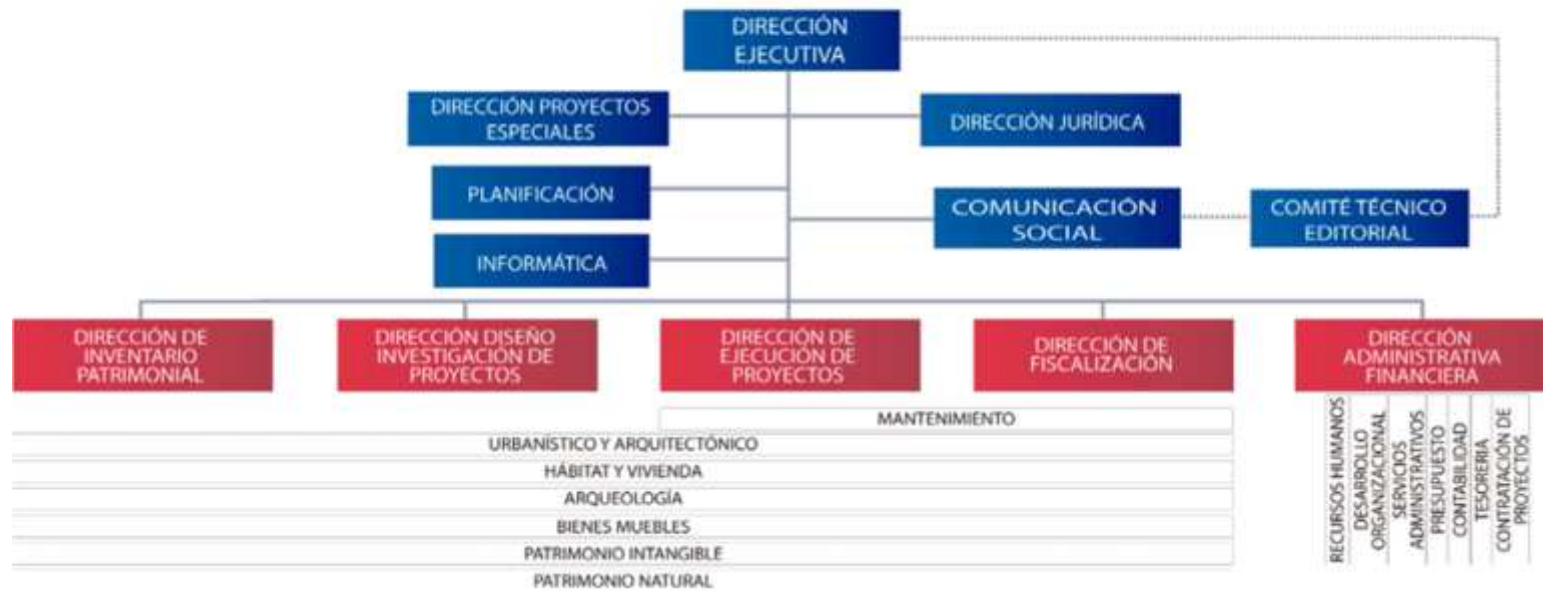 DIRECCIÓN
EJECUTIVA
DIRECCIÓN PROYECTOS
ESPECIALES
DIRECCIÓN JURÍDICA
PLANIFICACIÓN
COMUNICACIÓN
SOCIAL
COMITÉ TÉCNICO
EDITORIAL
INFORMÁTICA
DIRECCIÓN DE
INVENTARIO
PATRIMONIAL
DIRECCIÓN DISEÑO
INVESTIGACIÓN DE
PROYECTOS
DIRECCIÓN DE
EJECUCIÓN DE
PROYECTOS
DIRECCIÓN DE
FISCALIZACIÓN
DIRECCIÓN
ADMINISTRATIVA
FINANCIERA
MANTENIMIENTO
URBANÍSTICO Y ARQUITECTÓNICO
HÁBITAT Y VIVIENDA
ARQUEOLOGÍA
BIENES MUEBLES
PATRIMONIO INTANGIBLE
PATRIMONIO NATURAL
RECURSOS HUMANOS
DESARROLLO
ORGANIZACIONAL
SERVICIOS
ADMINISTRATIVOS
PRESUPUESTO
CONTABILIDAD
TESORERIA
CONTRATACIÓN DE
PROYECTOS